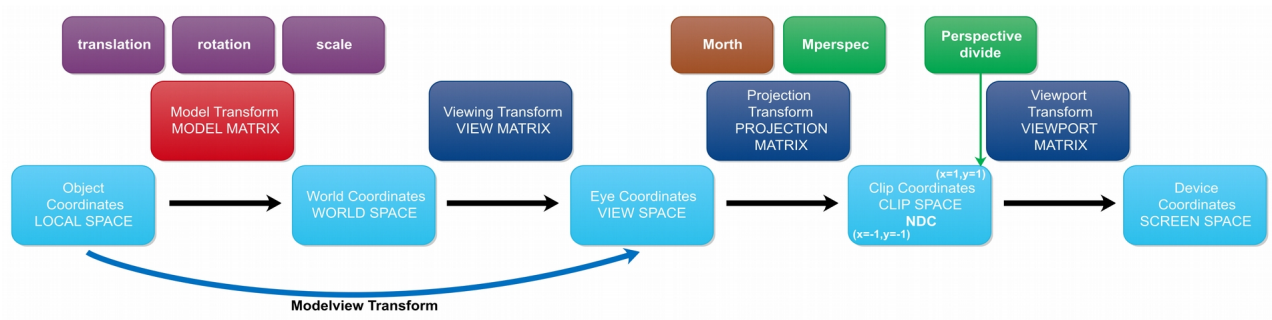 translation
rotation
scale
Morth
Mperspec
Perspective
divide
Model Transform
MODEL MATRIX
Viewing Transform
VIEW MATRIX
Projection
Transform
PROJECTION
MATRIX
Viewport
Transform
VIEWPORT
MATRIX
Object
Coordinates
LOCAL SPACE
World Coordinates
WORLD SPACE
Eye Coordinates
VIEW SPACE
(x=1,y=1)
Clip Coordinates
CLIP SPACE
NDC
(x=-1,y=-1)
Device
Coordinates
SCREEN SPACE
Modelview Transform